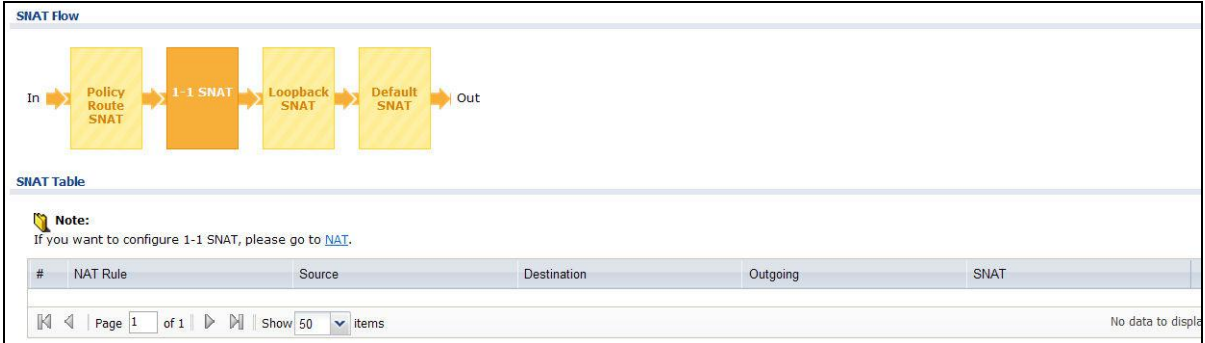 SNAT Flow
In
Policy Route SNAT
1-1 SNAT
Loopback SNAT
Default SNAT
Out
SNAT Table
Note:
If you want to configure 1-1 SNAT, please go to NAT.
# NAT Rule Source Destination Outgoing SNAT
Page 1 of 1 Show 50 items No data to displa